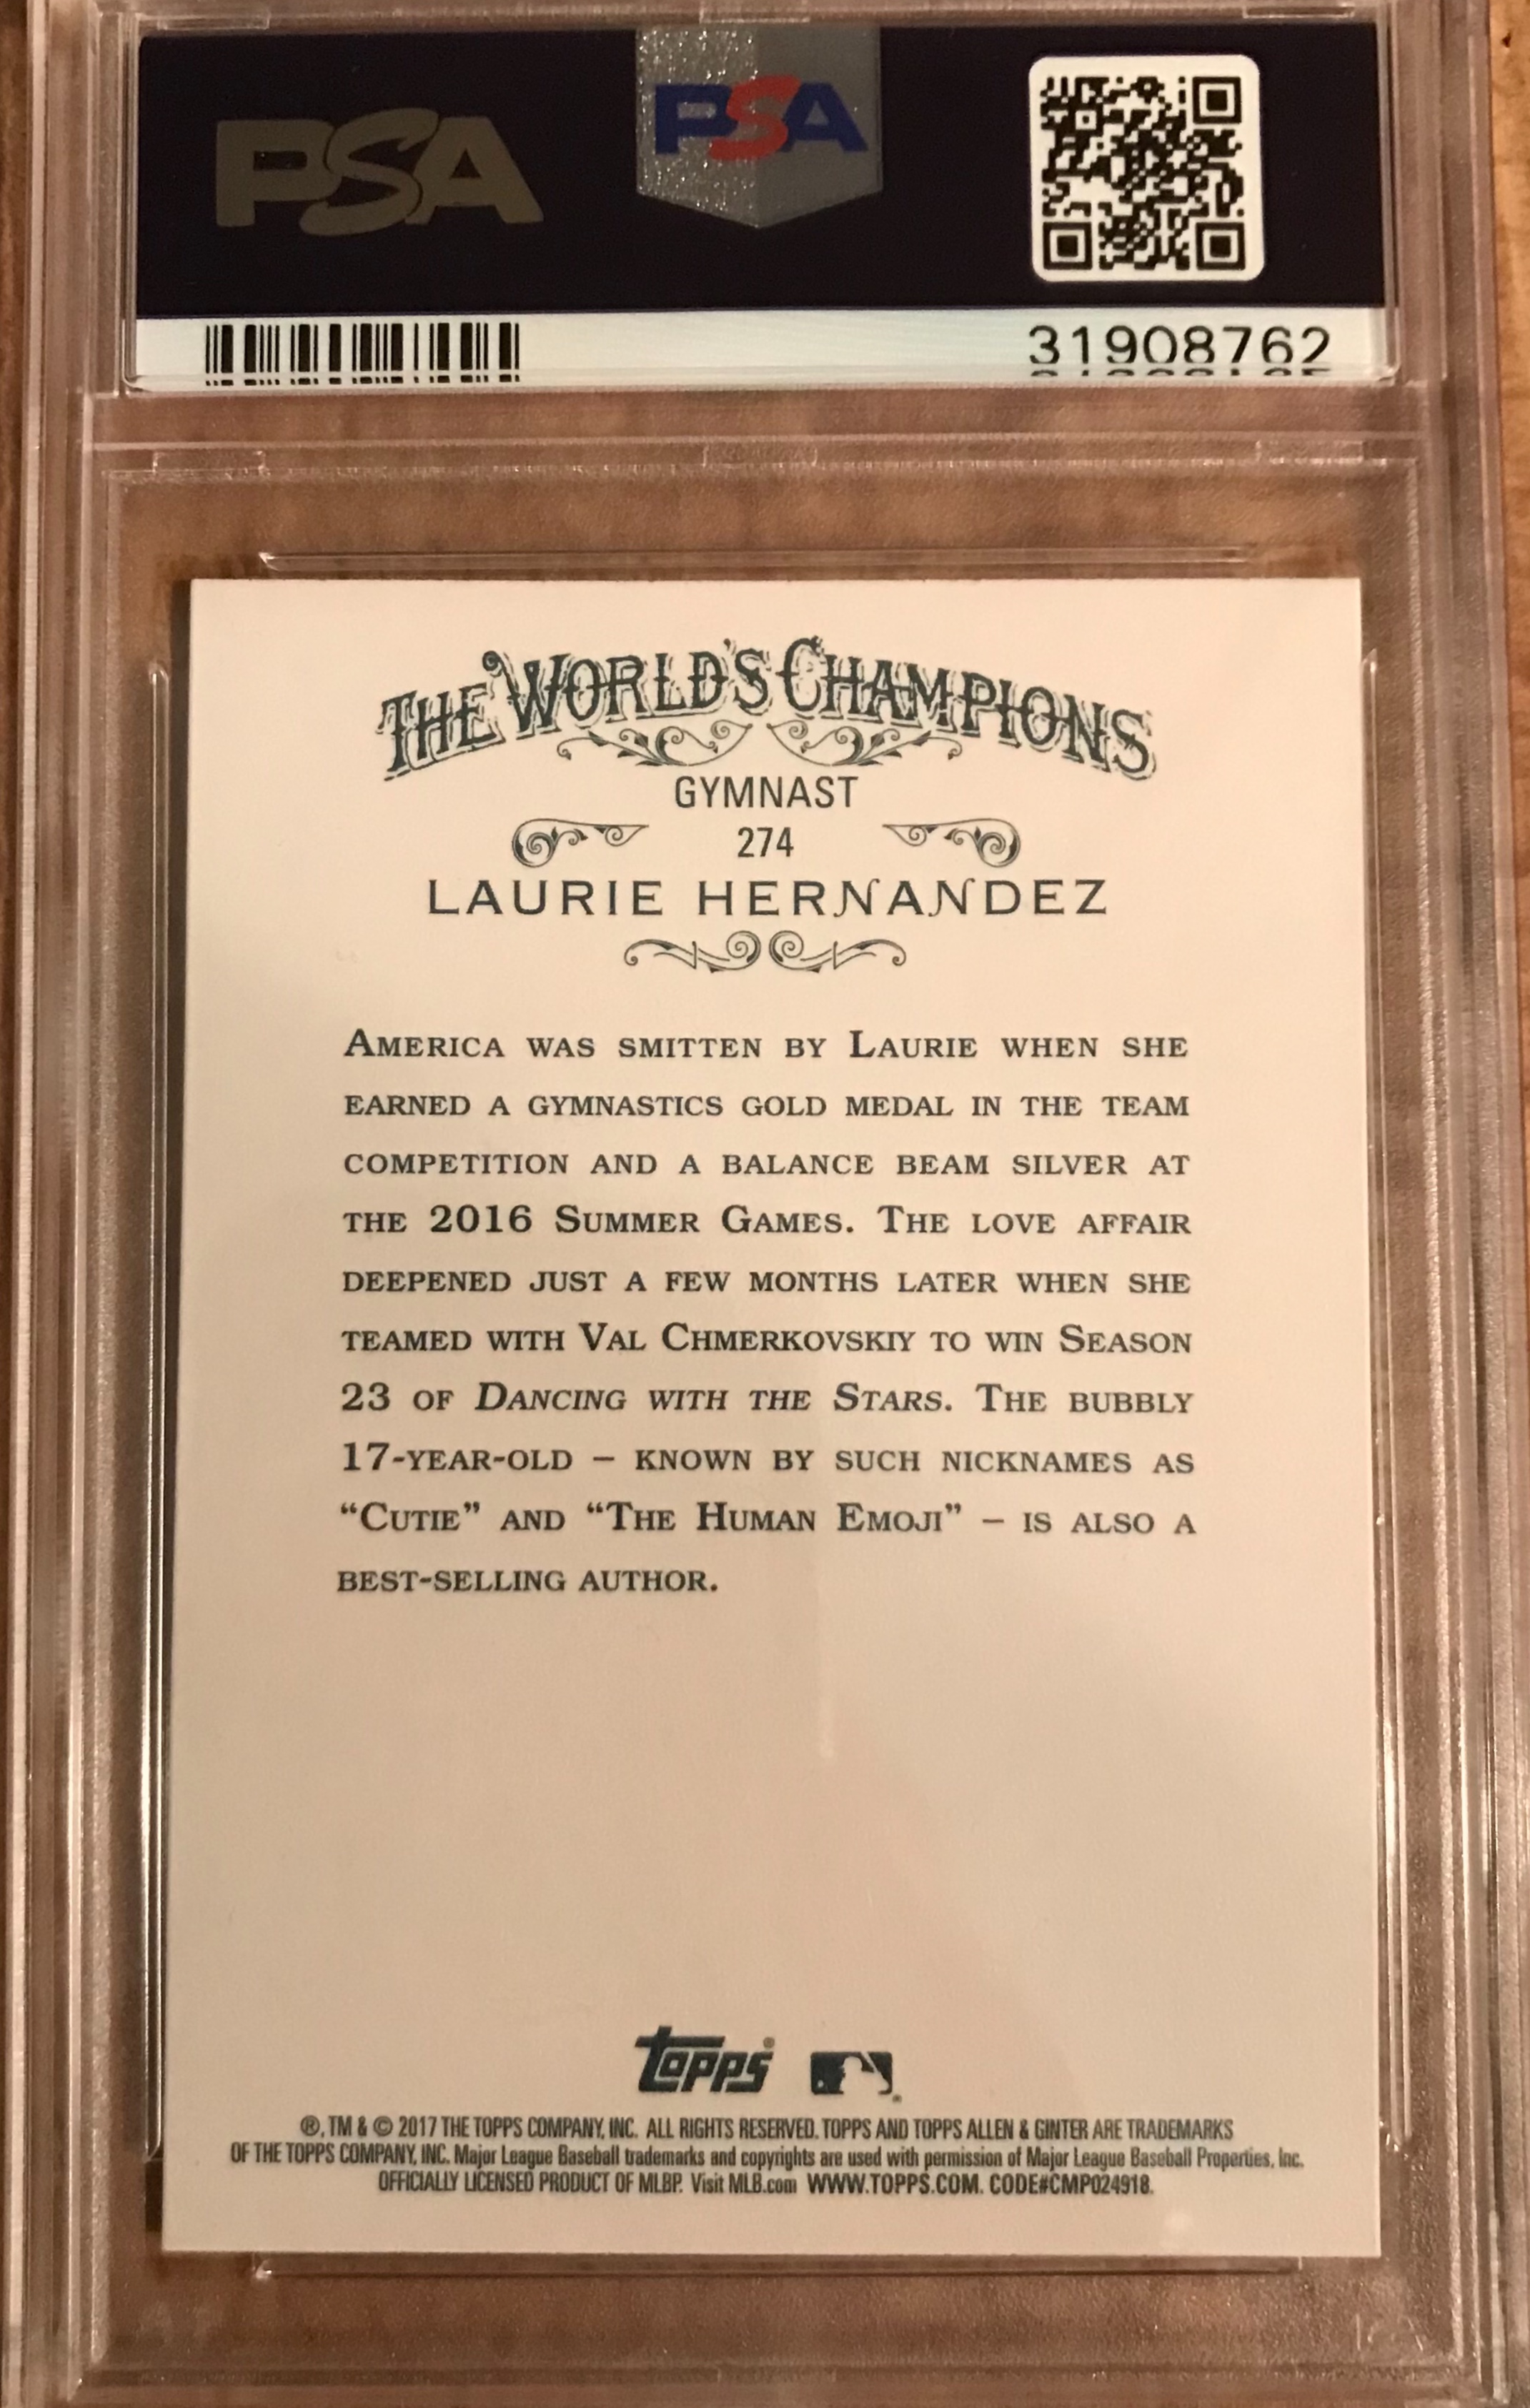 PSA
PSA
31908762
THE WORLD'S CHAMPIONS
GYMNAST
274
LAURIE HERNANDEZ
AMERICA WAS SMITTEN BY LAURIE WHEN SHE
EARNED A GYMNASTICS GOLD MEDAL IN THE TEAM
COMPETITION AND A BALANCE BEAM SILVER AT
THE 2016 SUMMER GAMES. THE LOVE AFFAIR
DEEPENED JUST A FEW MONTHS LATER WHEN SHE
TEAMED WITH VAL CHMERKOVSKIY TO WIN SEASON
23 OF DANCING WITH THE STARS. THE BUBBLY
17-YEAR-OLD – KNOWN BY SUCH NICKNAMES AS
“CUTIE” AND “THE HUMAN EMOJI” – IS ALSO A
BEST-SELLING AUTHOR.
topps
®, TM & © 2017 THE TOPPS COMPANY, INC. ALL RIGHTS RESERVED. TOPPS AND TOPPS ALLEN & GINTER ARE TRADEMARKS
OF THE TOPPS COMPANY, INC. Major League Baseball trademarks and copyrights are used with permission of Major League Baseball Properties, Inc.
OFFICIALLY LICENSED PRODUCT OF MLBP. Visit MLB.com WWW.TOPPS.COM. CODE#CMP024918.